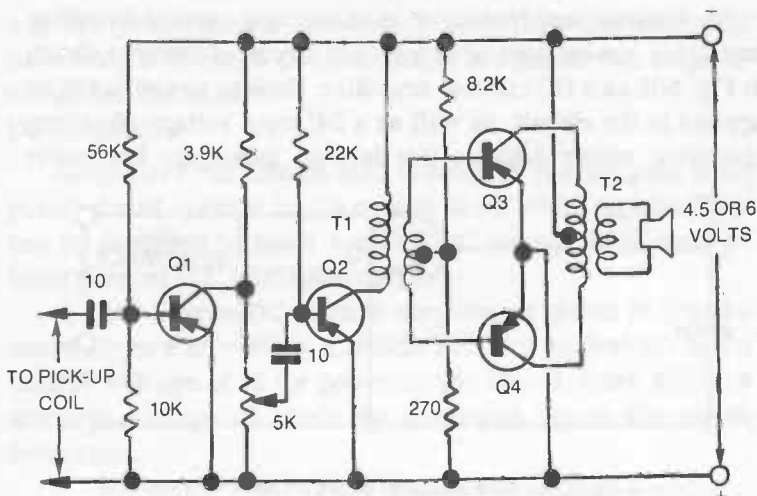 −
8.2K
56K
3.9K
22K
Q3
T1
T2
4.5 OR 6
VOLTS
Q1
Q2
10
10
Q4
TO PICK-UP
COIL
10K
5K
270
+